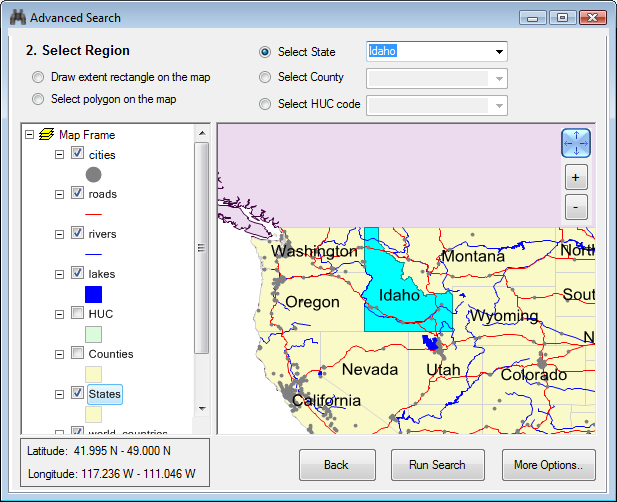 Advanced Search
2. Select Region
Select State Idaho
Draw extent rectangle on the map
Select County
Select polygon on the map
Select HUC code
Map Frame
cities
roads
rivers
lakes
HUC
Counties
States
world_countries
+
-
Washington
Montana
North
Oregon
Idaho
South
Wyoming
N
Nevada
Utah
Colorado
California
Latitude: 41.995 N - 49.000 N
Longitude: 117.236 W - 111.046 W
Back
Run Search
More Options..